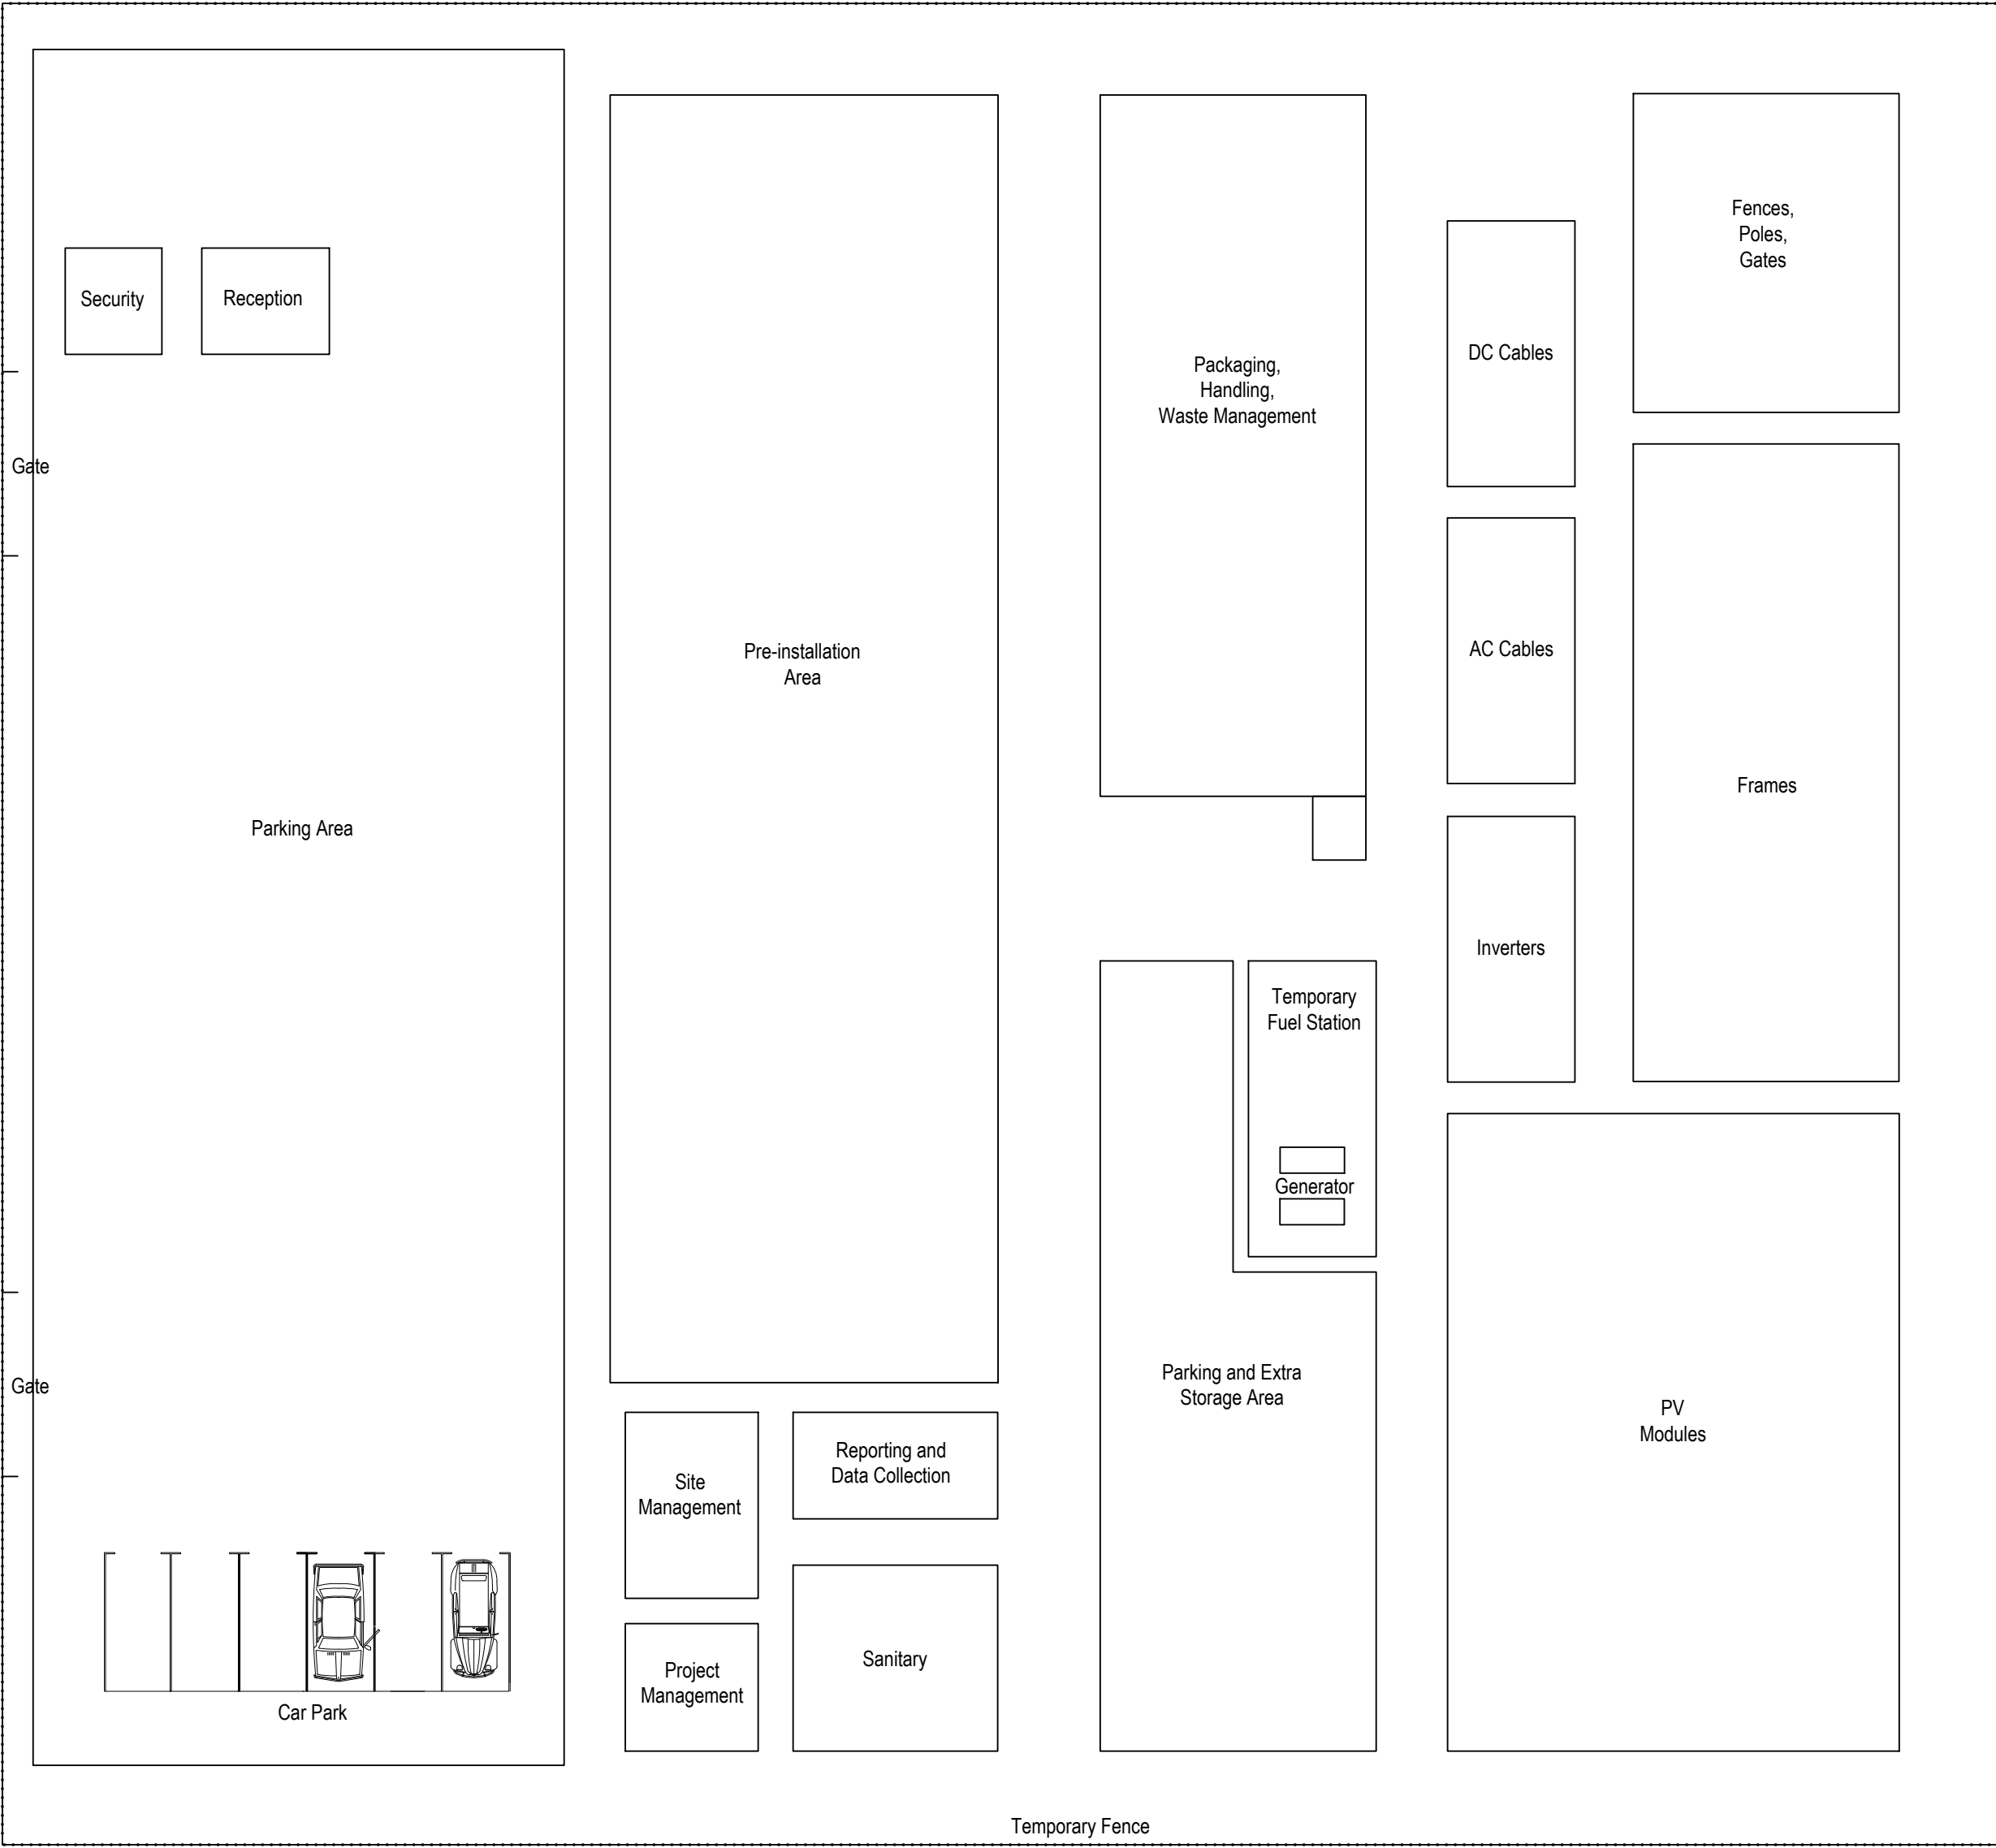 Security
Reception
Gate
Parking Area
Gate
Car Park
Pre-installation
Area
Site
Management
Reporting and
Data Collection
Project
Management
Sanitary
Packaging,
Handling,
Waste Management
Temporary
Fuel Station
Generator
Parking and Extra
Storage Area
DC Cables
AC Cables
Inverters
Fences,
Poles,
Gates
Frames
PV
Modules
Temporary Fence